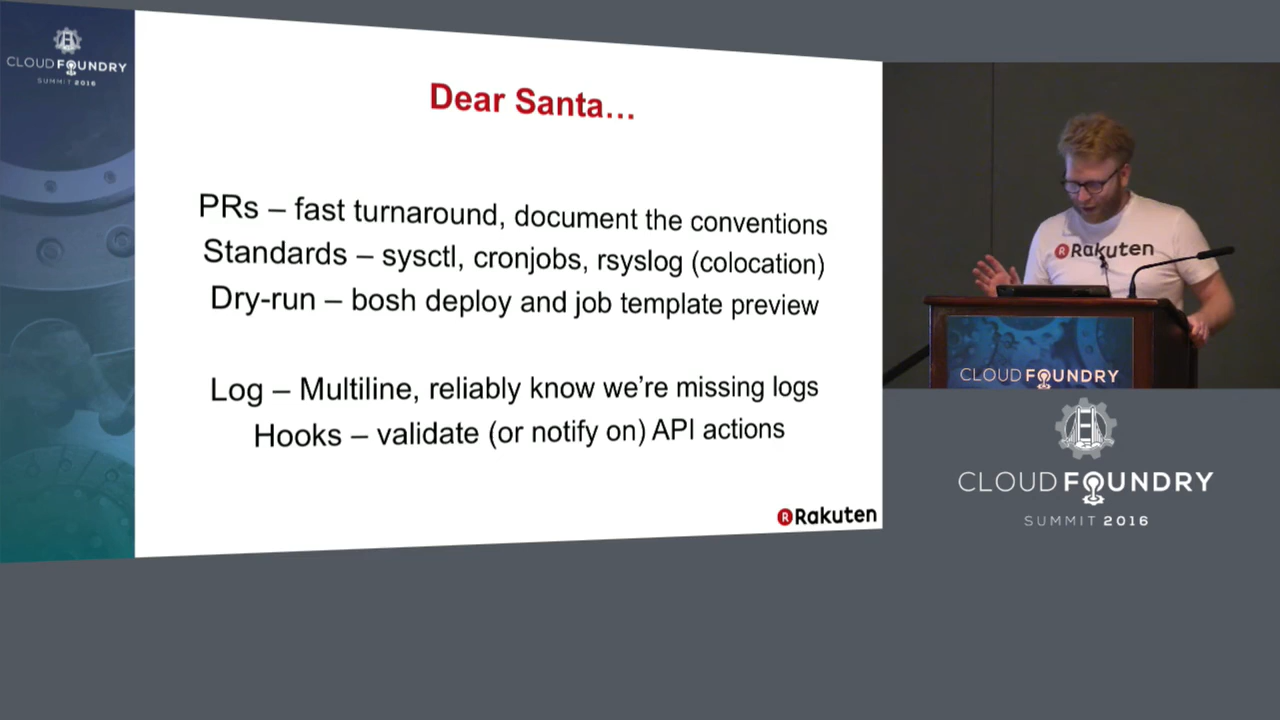 CLOUD FOUNDRY
SUMMIT 2016
Dear Santa...
PRs – fast turnaround, document the conventions
Standards – sysctl, cronjobs, rsyslog (colocation)
Dry-run – bosh deploy and job template preview
Log – Multiline, reliably know we're missing logs
Hooks – validate (or notify on) API actions
R Rakuten
R Rakuten
CLOUD FOUNDRY
CLOUD FOUNDRY
SUMMIT 2016